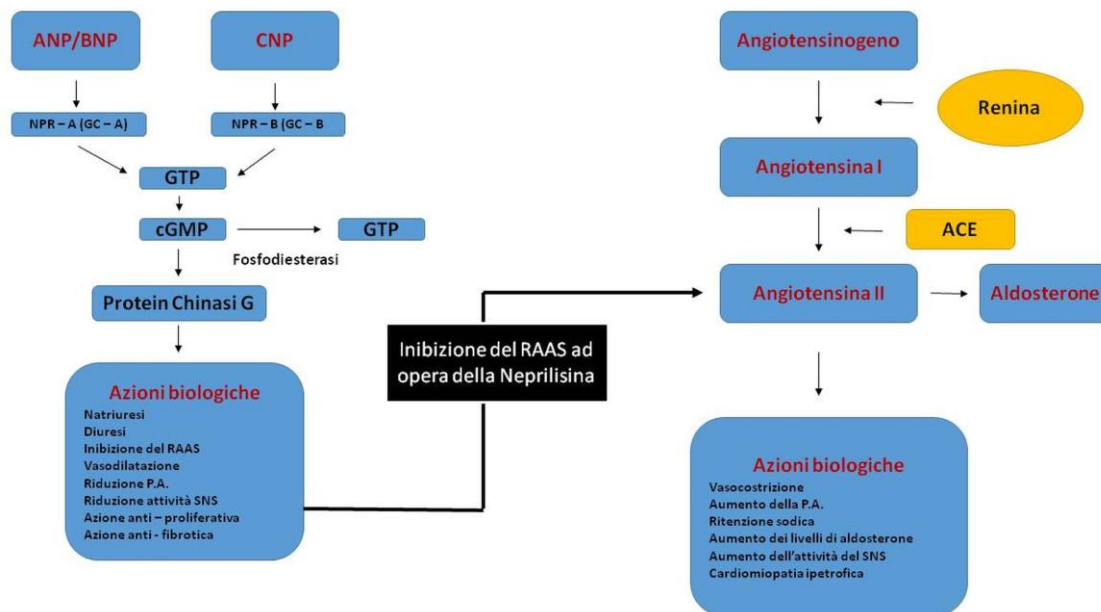 ANP/BNP
CNP
NPR – A (GC – A)
NPR – B (GC – B
GTP
cGMP
GTP
Fosfodiesterasi
Protein Chinasi G
Azioni biologiche
Natriuresi
Diuresi
Inibizione del RAAS
Vasodilatazione
Riduzione P.A.
Riduzione attività SNS
Azione anti – proliferativa
Azione anti - fibrotica
Inibizione del RAAS ad
opera della Neprilisina
Angiotensinogeno
Renina
Angiotensina I
ACE
Angiotensina II
Aldosterone
Azioni biologiche
Vasocostrizione
Aumento della P.A.
Ritenzione sodica
Aumento dei livelli di aldosterone
Aumento dell'attività del SNS
Cardiomiopatia ipetrofica